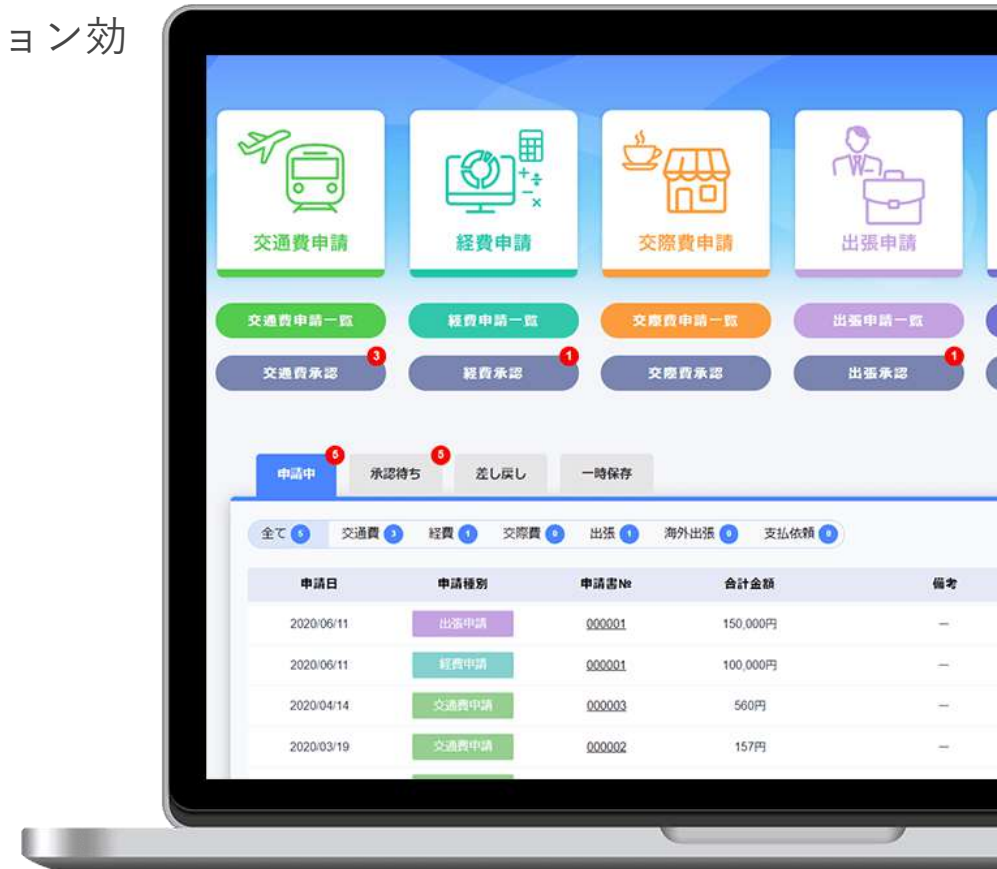 ョン効
交通費申請 経費申請 交際費申請 出張申請
交通費申請一覧 経費申請一覧 交際費申請一覧 出張申請一覧
3 1 1
交通費承認 経費承認 交際費承認 出張承認
5 5
申請中 承認待ち 差し戻し 一時保存
全て 5 交通費 3 経費 1 交際費 0 出張 1 海外出張 0 支払依頼 0
申請日 申請種別 申請書№ 合計金額 備考
2020/06/11 出張申請 000001 150,000円 ―
2020/06/11 経費申請 000001 100,000円 ―
2020/04/14 交通費申請 000003 560円 ―
2020/03/19 交通費申請 000002 157円 ―